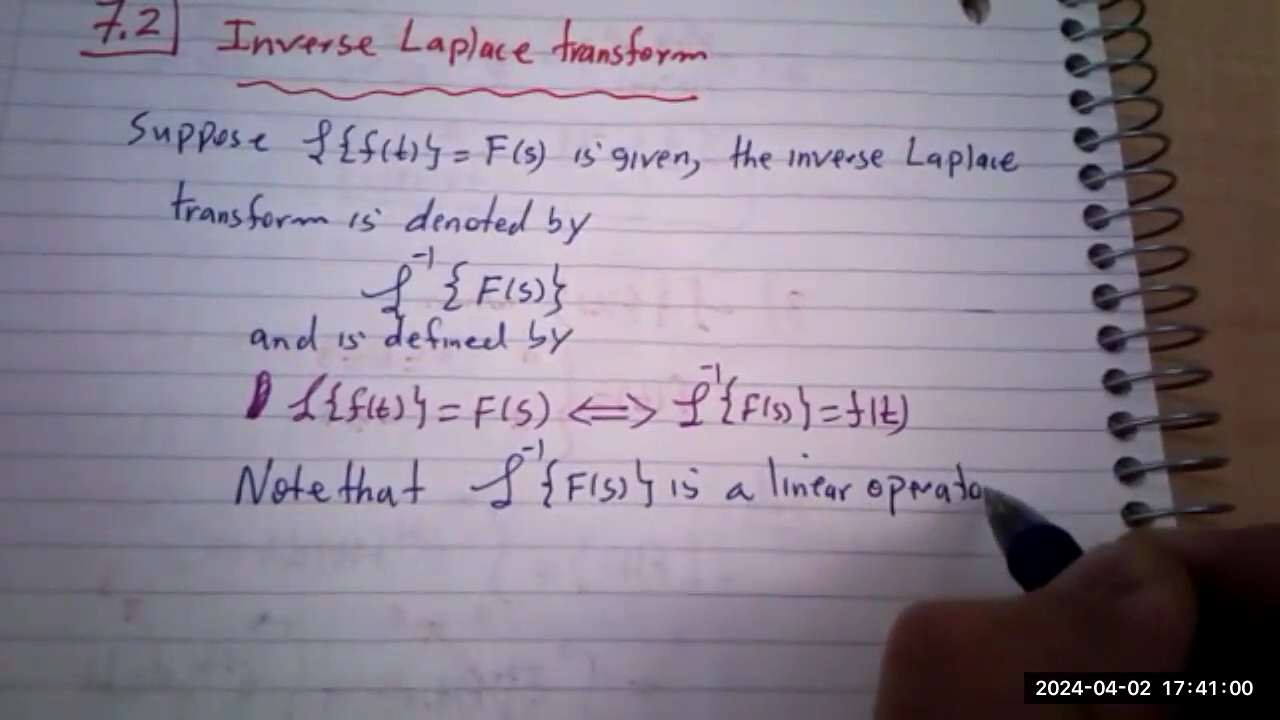 7.2 Inverse Laplace transform
Suppose ℒ{f(t)} = F(s) is given, the inverse Laplace
transform is denoted by
ℒ⁻¹{F(s)}
and is defined by
ℒ{f(t)} = F(s) ⟺ ℒ⁻¹{F(s)} = f(t)
Note that ℒ⁻¹{F(s)} is a linear operato
2024-04-02 17:41:00